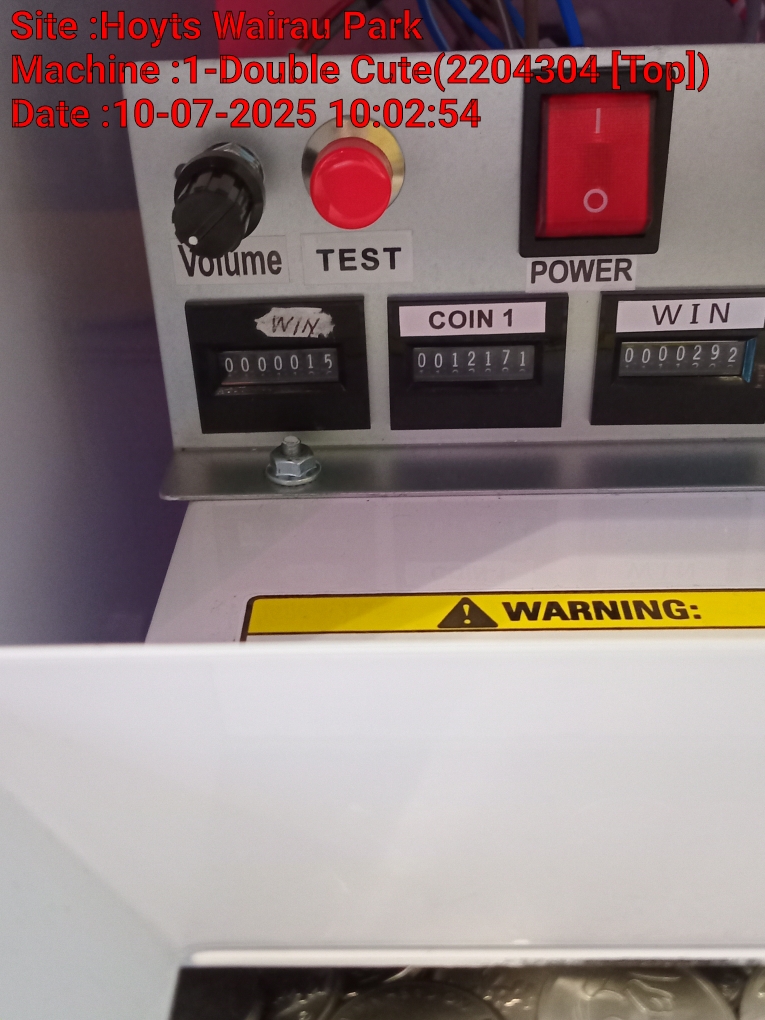 Site :Hoyts Wairau Park
Machine :1-Double Cute(2204304 [Top])
Date :10-07-2025 10:02:54
Volume
TEST
POWER
WIN
COIN 1
WIN
0000015
0012171
0000292
WARNING: